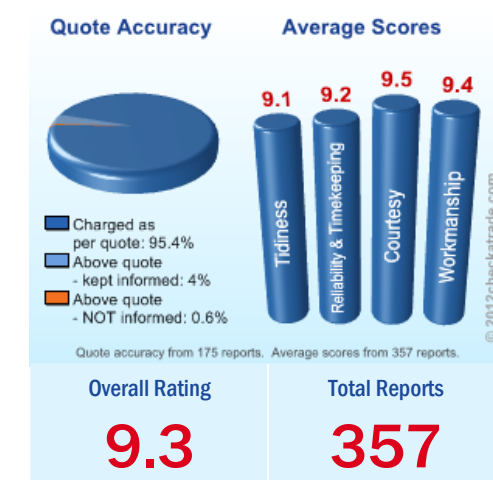 Quote Accuracy
Charged as
per quote: 95.4%
Above quote
- kept informed: 4%
Above quote
- NOT informed: 0.6%
Average Scores
9.1
9.2
9.5
9.4
Tidiness
Reliability & Timekeeping
Courtesy
Workmanship
© 2012checkatrade.com
Quote accuracy from 175 reports. Average scores from 357 reports.
Overall Rating
9.3
Total Reports
357